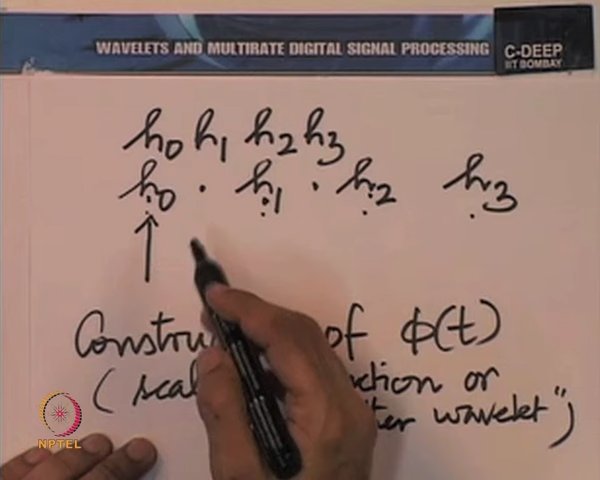 WAVELETS AND MULTIRATE DIGITAL SIGNAL PROCESSING
C-DEEP
IIT BOMBAY
h0 h1 h2 h3
h0 · h1 · h2 h3
of φ(t)
( or
wavelet")
NPTEL